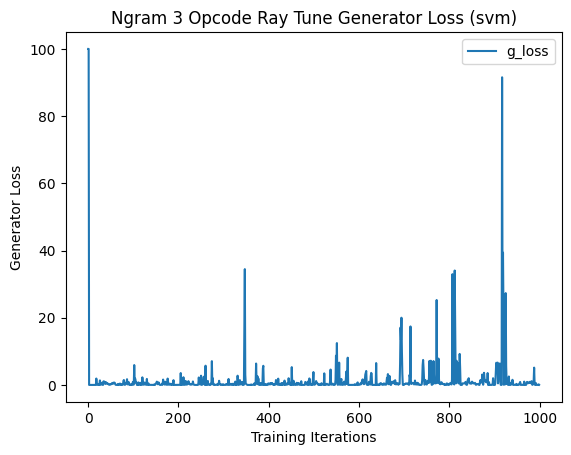 Ngram 3 Opcode Ray Tune Generator Loss (svm)
g_loss
Generator Loss
100
80
60
40
20
0
0 200 400 600 800 1000
Training Iterations